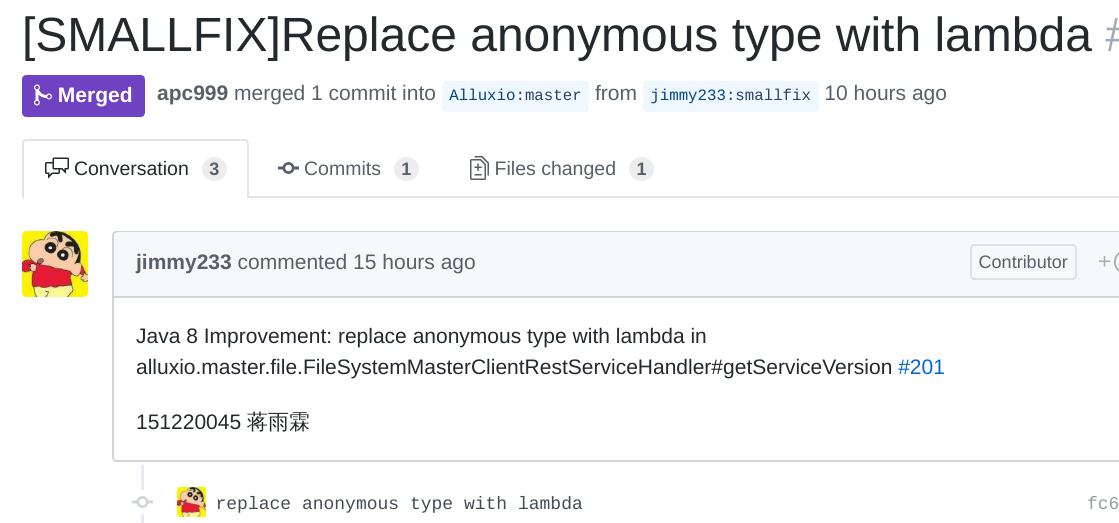 [SMALLFIX]Replace anonymous type with lambda #
Merged apc999 merged 1 commit into Alluxio:master from jimmy233:smallfix 10 hours ago
Conversation 3 Commits 1 Files changed 1
jimmy233 commented 15 hours ago Contributor +
Java 8 Improvement: replace anonymous type with lambda in
alluxio.master.file.FileSystemMasterClientRestServiceHandler#getServiceVersion #201
151220045 蒋雨霖
replace anonymous type with lambda fc6